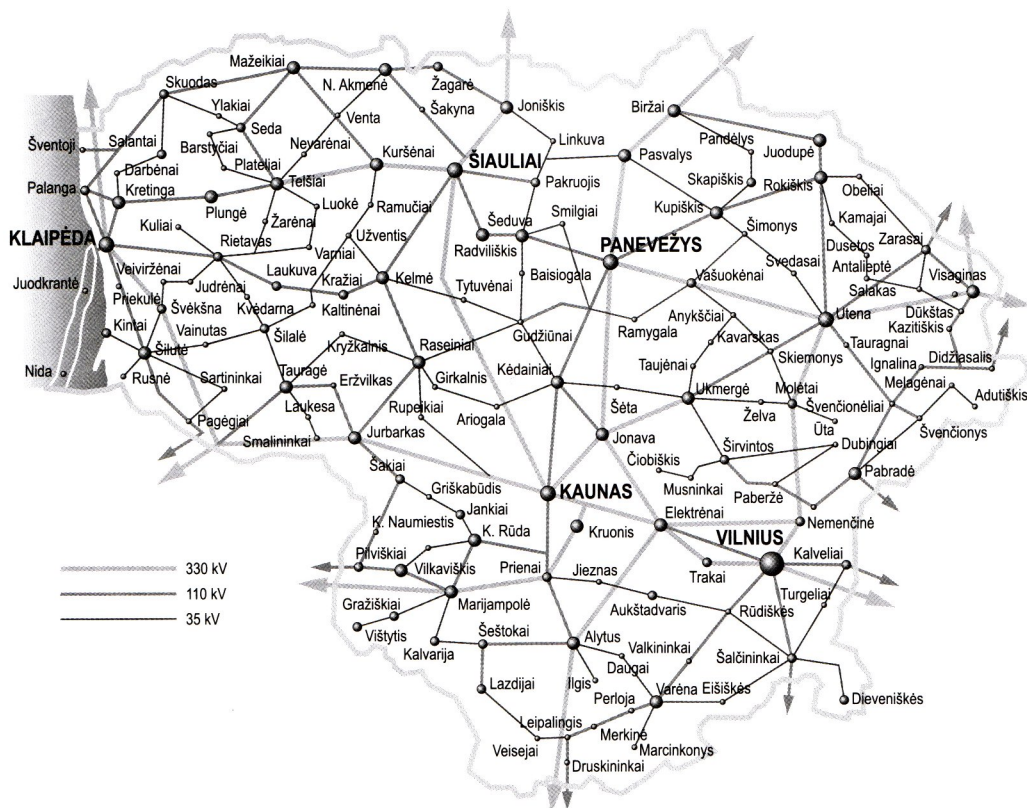 Mažeikiai
N. Akmenė
Žagarė
Skuodas
Ylakiai
Šakyna
Joniškis
Biržai
Seda
Venta
Linkuva
Pandėlys
Juodupė
Šventoji
Salantai
Barstyčiai
Nevarėnai
Kuršėnai
ŠIAULIAI
Pasvalys
Darbėnai
Plateliai
Telšiai
Pakruojis
Skapiškis
Rokiškis
Obeliai
Palanga
Kretinga
Plungė
Luokė
Ramučiai
Kupiškis
Kuliai
Žarėnai
Šeduva
Smilgiai
Šimonys
Kamajai
Zarasai
KLAIPĖDA
Rietavas
Varniai
Užventis
Radviliškis
PANEVĖŽYS
Dusetos
Svedasai
Antalieptė
Visaginas
Veiviržėnai
Laukuva
Kražiai
Kelmė
Baisiogala
Vašuokėnai
Salakas
Juodkrantė
Priekulė
Judrėnai
Tytuvėnai
Dūkštas
Švėkšna
Kvėdarna
Kaltinėnai
Anykščiai
Utena
Kazitiškis
Kintai
Vainutas
Gudžiūnai
Ramygala
Kavarskas
Tauragnai
Šilutė
Šilalė
Kryžkalnis
Raseiniai
Taujėnai
Skiemonys
Ignalina
Didžiasalis
Nida
Rusnė
Sartininkai
Tauragė
Eržvilkas
Girkalnis
Kėdainiai
Ukmergė
Molėtai
Melagėnai
Adutiškis
Laukesa
Rupeikiai
Ariogala
Šėta
Želva
Švenčionėliai
Pagėgiai
Ūta
Švenčionys
Smalininkai
Jurbarkas
Jonava
Širvintos
Dubingiai
Šakiai
Čiobiškis
Musninkai
Pabradė
Griškabūdis
KAUNAS
Paberžė
Jankiai
Elektrėnai
Nemenčinė
K. Naumiestis
K. Rūda
Kruonis
VILNIUS
Pilviškiai
Kalveliai
Vilkaviškis
Prienai
Jieznas
Trakai
330 kV
110 kV
35 kV
Turgeliai
Gražiškiai
Marijampolė
Aukštadvaris
Rūdiškės
Vištytis
Šeštokai
Alytus
Kalvarija
Valkininkai
Šalčininkai
Daugai
Lazdijai
Ilgis
Perloja
Varėna
Eišiškės
Dieveniškės
Leipalingis
Merkinė
Veisejai
Marcinkonys
Druskininkai